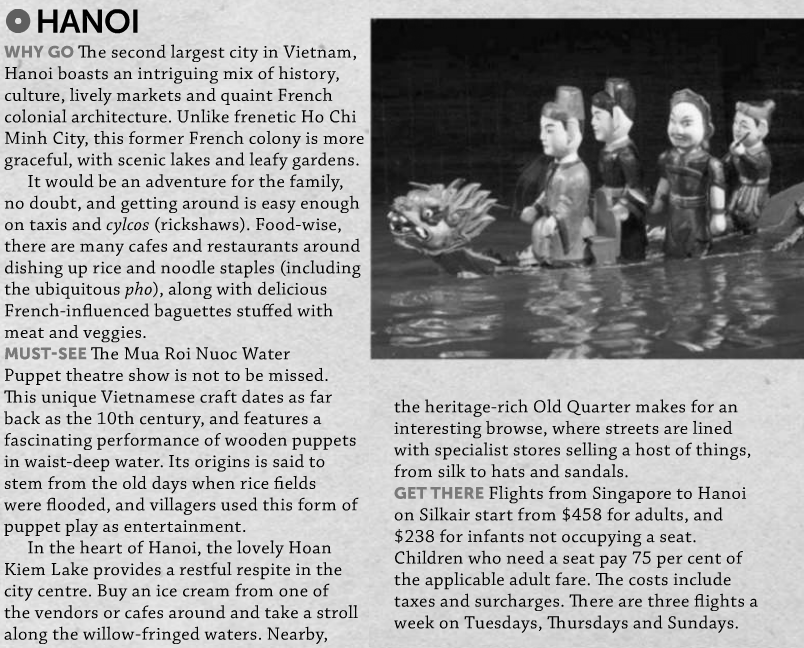 HANOI
WHY GO The second largest city in Vietnam,
Hanoi boasts an intriguing mix of history,
culture, lively markets and quaint French
colonial architecture. Unlike frenetic Ho Chi
Minh City, this former French colony is more
graceful, with scenic lakes and leafy gardens.
It would be an adventure for the family,
no doubt, and getting around is easy enough
on taxis and cylcos (rickshaws). Food-wise,
there are many cafes and restaurants around
dishing up rice and noodle staples (including
the ubiquitous pho), along with delicious
French-influenced baguettes stuffed with
meat and veggies.
MUST-SEE The Mua Roi Nuoc Water
Puppet theatre show is not to be missed.
This unique Vietnamese craft dates as far
back as the 10th century, and features a
fascinating performance of wooden puppets
in waist-deep water. Its origins is said to
stem from the old days when rice fields
were flooded, and villagers used this form of
puppet play as entertainment.
In the heart of Hanoi, the lovely Hoan
Kiem Lake provides a restful respite in the
city centre. Buy an ice cream from one of
the vendors or cafes around and take a stroll
along the willow-fringed waters. Nearby,
the heritage-rich Old Quarter makes for an
interesting browse, where streets are lined
with specialist stores selling a host of things,
from silk to hats and sandals.
GET THERE Flights from Singapore to Hanoi
on Silkair start from $458 for adults, and
$238 for infants not occupying a seat.
Children who need a seat pay 75 per cent of
the applicable adult fare. The costs include
taxes and surcharges. There are three flights a
week on Tuesdays, Thursdays and Sundays.